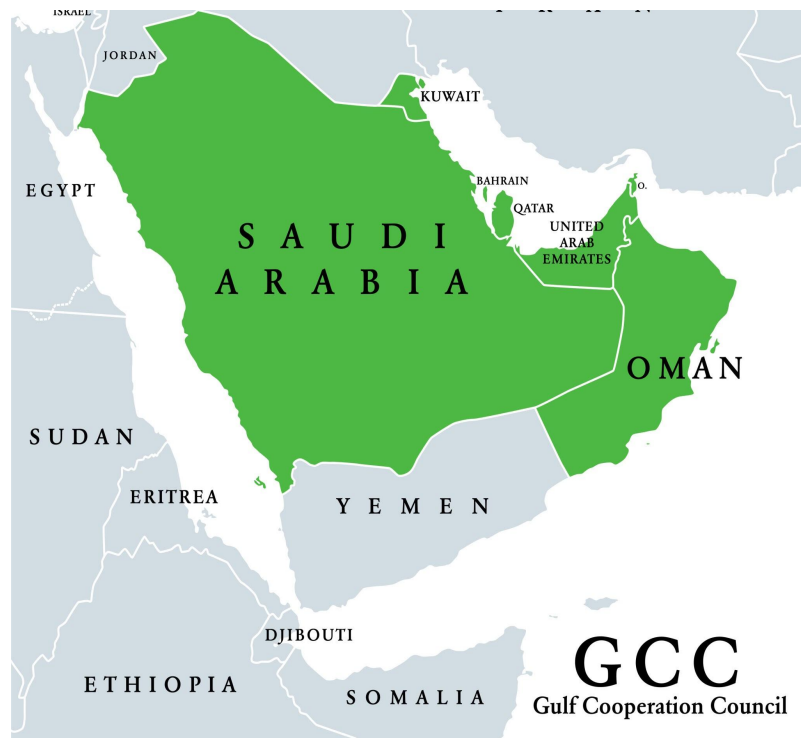 ISRAEL
JORDAN
KUWAIT
EGYPT
BAHRAIN
O.
QATAR
UNITED
ARAB
EMIRATES
SAUDI
ARABIA
OMAN
SUDAN
ERITREA
YEMEN
DJIBOUTI
GCC
ETHIOPIA
SOMALIA
Gulf Cooperation Council